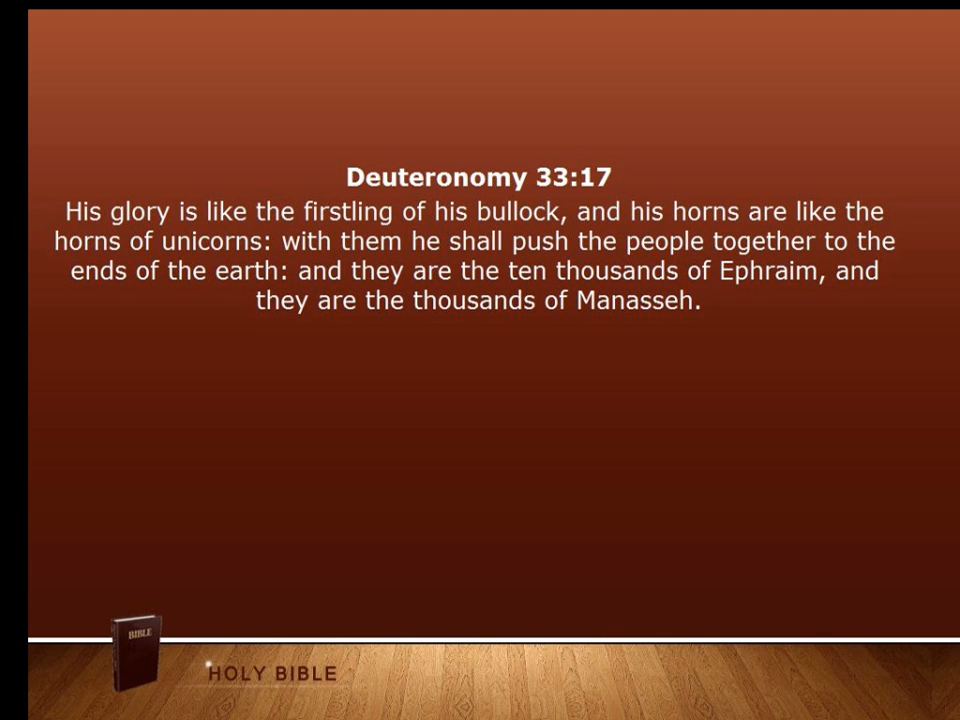 Deuteronomy 33:17
His glory is like the firstling of his bullock, and his horns are like the
horns of unicorns: with them he shall push the people together to the
ends of the earth: and they are the ten thousands of Ephraim, and
they are the thousands of Manasseh.
BIBLE
HOLY BIBLE